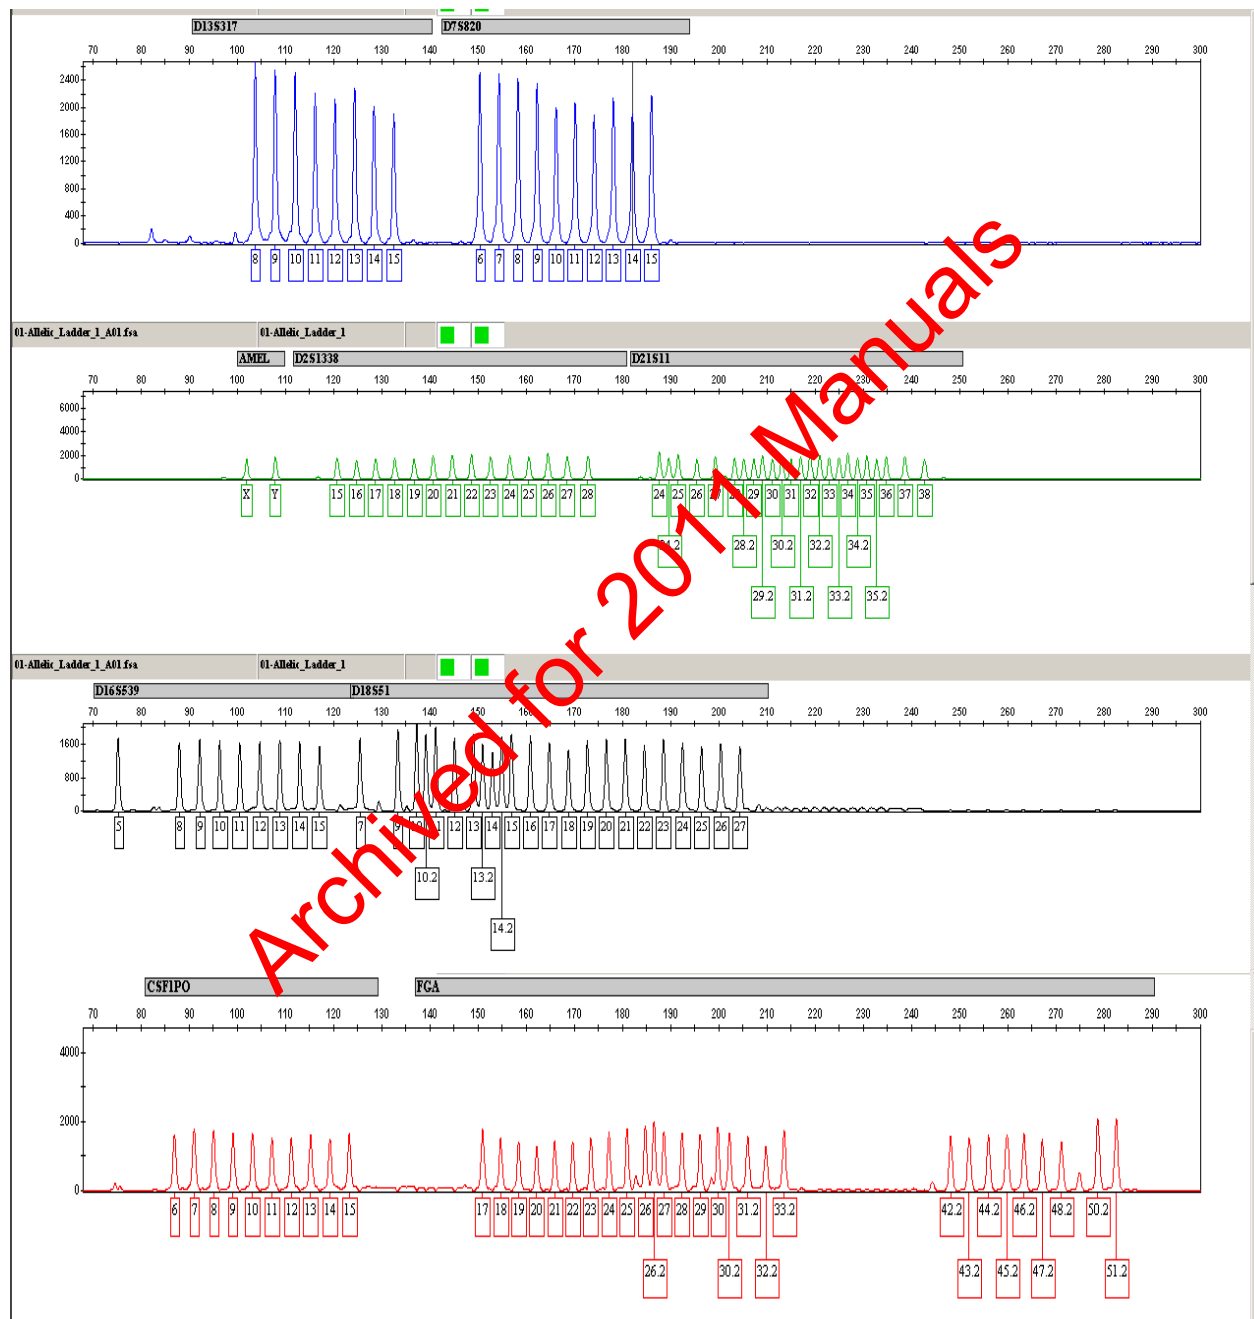 D13S317 D7S820
70 80 90 100 110 120 130 140 150 160 170 180 190 200 210 220 230 240 250 260 270 280 290 300
2400
2000
1600
1200
800
400
0
8 9 10 11 12 13 14 15 6 7 8 9 10 11 12 13 14 15
01-Allelic_Ladder_1_A01.fsa 01-Allelic_Ladder_1
AMEL D2S1338 D21S11
70 80 90 100 110 120 130 140 150 160 170 180 190 200 210 220 230 240 250 260 270 280 290 300
6000
4000
2000
0
X Y 15 16 17 18 19 20 21 22 23 24 25 26 27 28 24 25 26 27 28 29 30 31 32 33 34 35 36 37 38
24.2 28.2 30.2 32.2 34.2
29.2 31.2 33.2 35.2
01-Allelic_Ladder_1_A01.fsa 01-Allelic_Ladder_1
D16S539 D18S51
70 80 90 100 110 120 130 140 150 160 170 180 190 200 210 220 230 240 250 260 270 280 290 300
1600
800
0
5 8 9 10 11 12 13 14 15 7 9 10 11 12 13 14 15 16 17 18 19 20 21 22 23 24 25 26 27
10.2 13.2
14.2
CSF1PO FGA
70 80 90 100 110 120 130 140 150 160 170 180 190 200 210 220 230 240 250 260 270 280 290 300
4000
2000
0
6 7 8 9 10 11 12 13 14 15 17 18 19 20 21 22 23 24 25 26 27 28 29 30 31.2 33.2 42.2 44.2 46.2 48.2 50.2
26.2 30.2 32.2 43.2 45.2 47.2 51.2
Archived for 2011 Manuals